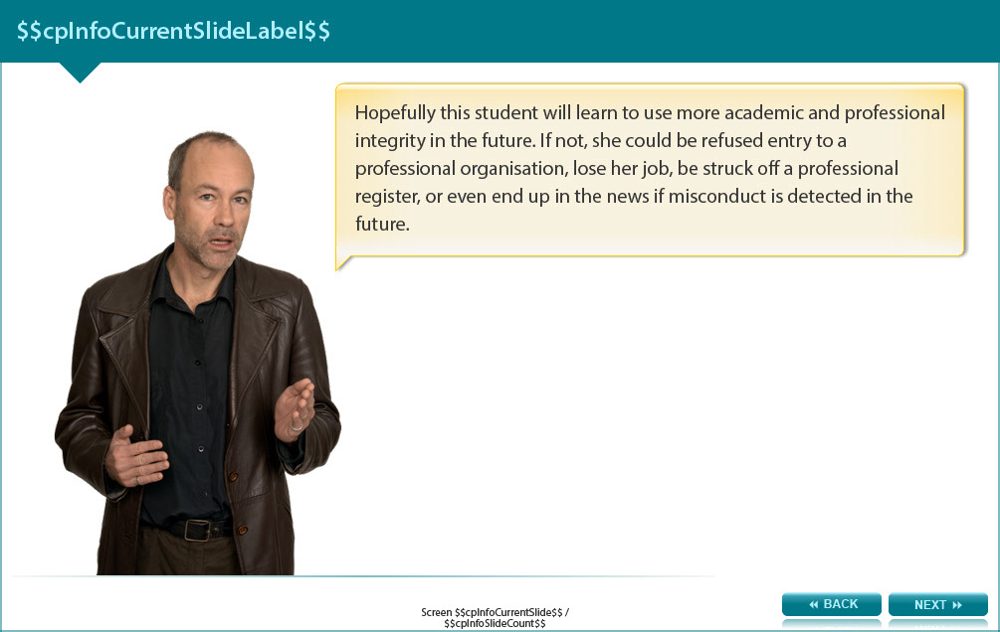 $$cpInfoCurrentSlideLabel$$
Hopefully this student will learn to use more academic and professional
integrity in the future. If not, she could be refused entry to a
professional organisation, lose her job, be struck off a professional
register, or even end up in the news if misconduct is detected in the
future.
Screen $$cpInfoCurrentSlide$$ /
$$cpInfoSlideCount$$
BACK
NEXT